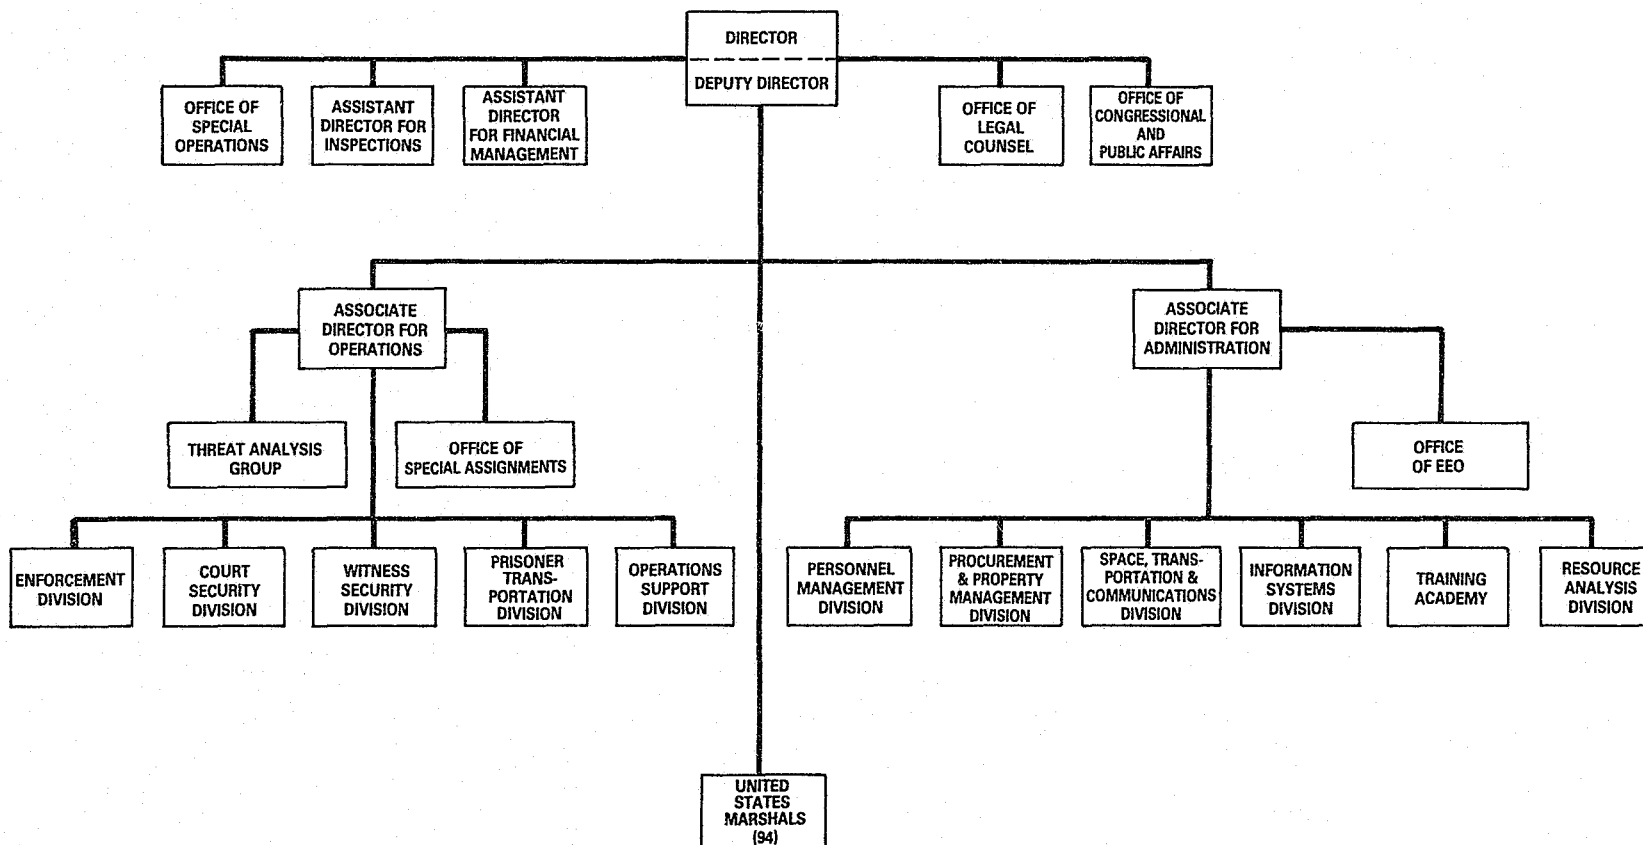 DIRECTOR
DEPUTY DIRECTOR
OFFICE OF
SPECIAL
OPERATIONS
ASSISTANT
DIRECTOR FOR
INSPECTIONS
ASSISTANT
DIRECTOR
FOR FINANCIAL
MANAGEMENT
OFFICE OF
LEGAL
COUNSEL
OFFICE OF
CONGRESSIONAL
AND
PUBLIC AFFAIRS
ASSOCIATE
DIRECTOR FOR
OPERATIONS
ASSOCIATE
DIRECTOR FOR
ADMINISTRATION
THREAT ANALYSIS
GROUP
OFFICE OF
SPECIAL ASSIGNMENTS
OFFICE
OF EEO
ENFORCEMENT
DIVISION
COURT
SECURITY
DIVISION
WITNESS
SECURITY
DIVISION
PRISONER
TRANS-
PORTATION
DIVISION
OPERATIONS
SUPPORT
DIVISION
PERSONNEL
MANAGEMENT
DIVISION
PROCUREMENT
& PROPERTY
MANAGEMENT
DIVISION
SPACE, TRANS-
PORTATION &
COMMUNICATIONS
DIVISION
INFORMATION
SYSTEMS
DIVISION
TRAINING
ACADEMY
RESOURCE
ANALYSIS
DIVISION
UNITED
STATES
MARSHALS
(94)